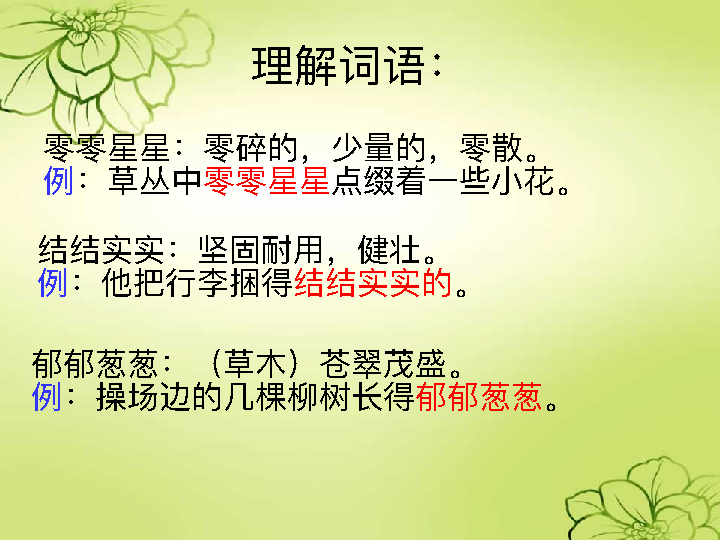 理解词语：
零零星星：零碎的，少量的，零散。
例：草丛中零零星星点缀着一些小花。
结结实实：坚固耐用，健壮。
例：他把行李捆得结结实实的。
郁郁葱葱：（草木）苍翠茂盛。
例：操场边的几棵柳树长得郁郁葱葱。